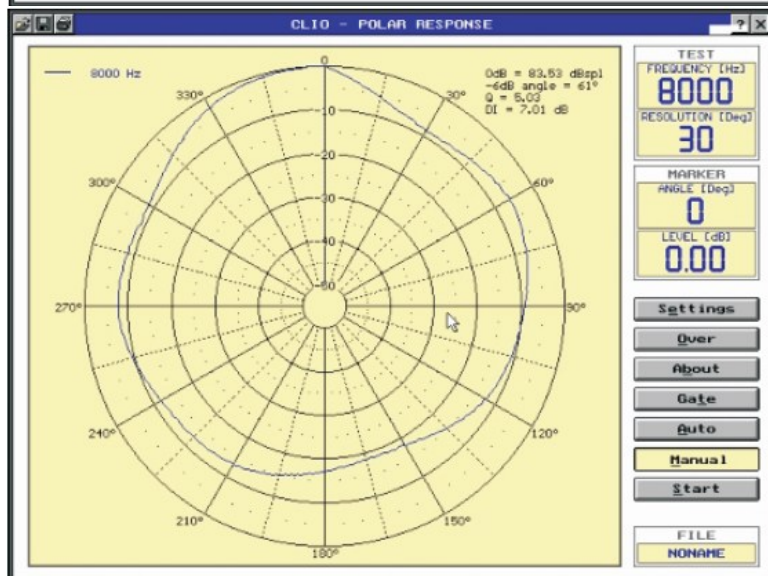 CLIO - POLAR RESPONSE
? X
8000 Hz
0dB = 83.53 dBspl
-6dB angle = 61°
Q = 5.03
DI = 7.01 dB
0
330°
30°
-10
-20
300°
60°
-30
-40
-50
270°
90°
240°
120°
210°
150°
180°
TEST
FREQUENCY [Hz]
8000
RESOLUTION [Deg]
30
MARKER
ANGLE [Deg]
0
LEVEL [dB]
0.00
Settings
Over
About
Gate
Auto
Manual
Start
FILE
NONAME